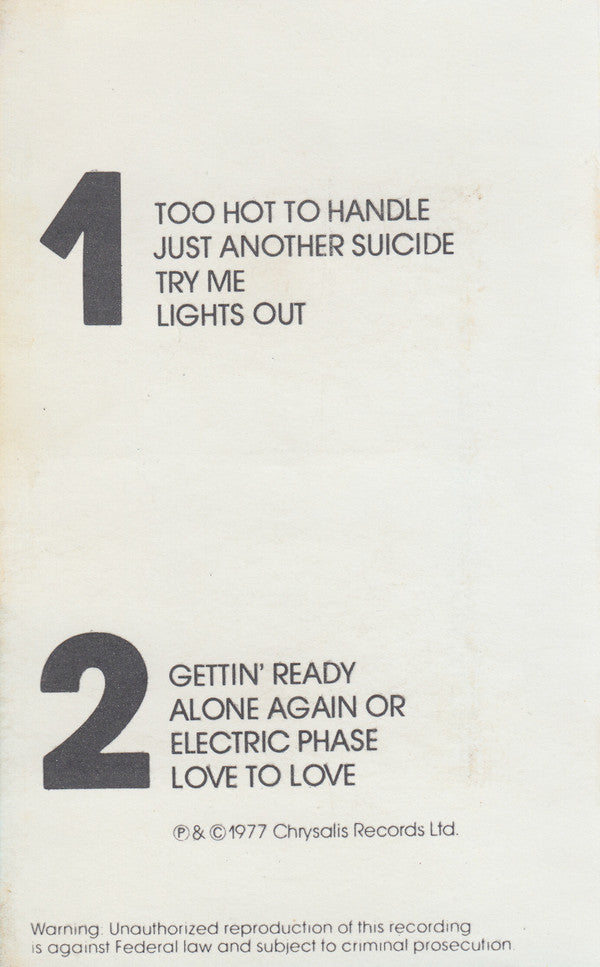 1
TOO HOT TO HANDLE
JUST ANOTHER SUICIDE
TRY ME
LIGHTS OUT
2
GETTIN' READY
ALONE AGAIN OR
ELECTRIC PHASE
LOVE TO LOVE
Ⓟ & © 1977 Chrysalis Records Ltd.
Warning: Unauthorized reproduction of this recording
is against Federal law and subject to criminal prosecution.